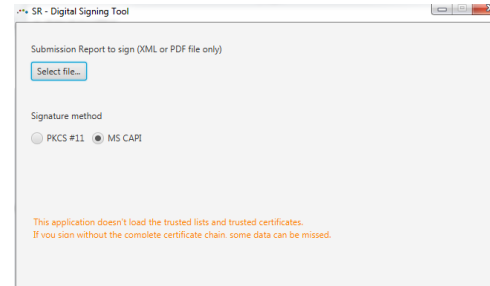 SR - Digital Signing Tool
Submission Report to sign (XML or PDF file only)
Select file...
Signature method
PKCS #11 MS CAPI
This application doesn't load the trusted lists and trusted certificates.
If you sign without the complete certificate chain, some data can be missed.